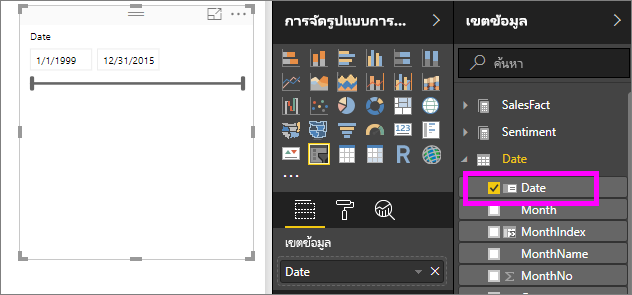 Date
1/1/1999 12/31/2015
การจัดรูปแบบการ...
123
R
เขตข้อมูล
Date
เขตข้อมูล
ค้นหา
SalesFact
Sentiment
Date
Date
Month
MonthIndex
MonthName
MonthNo